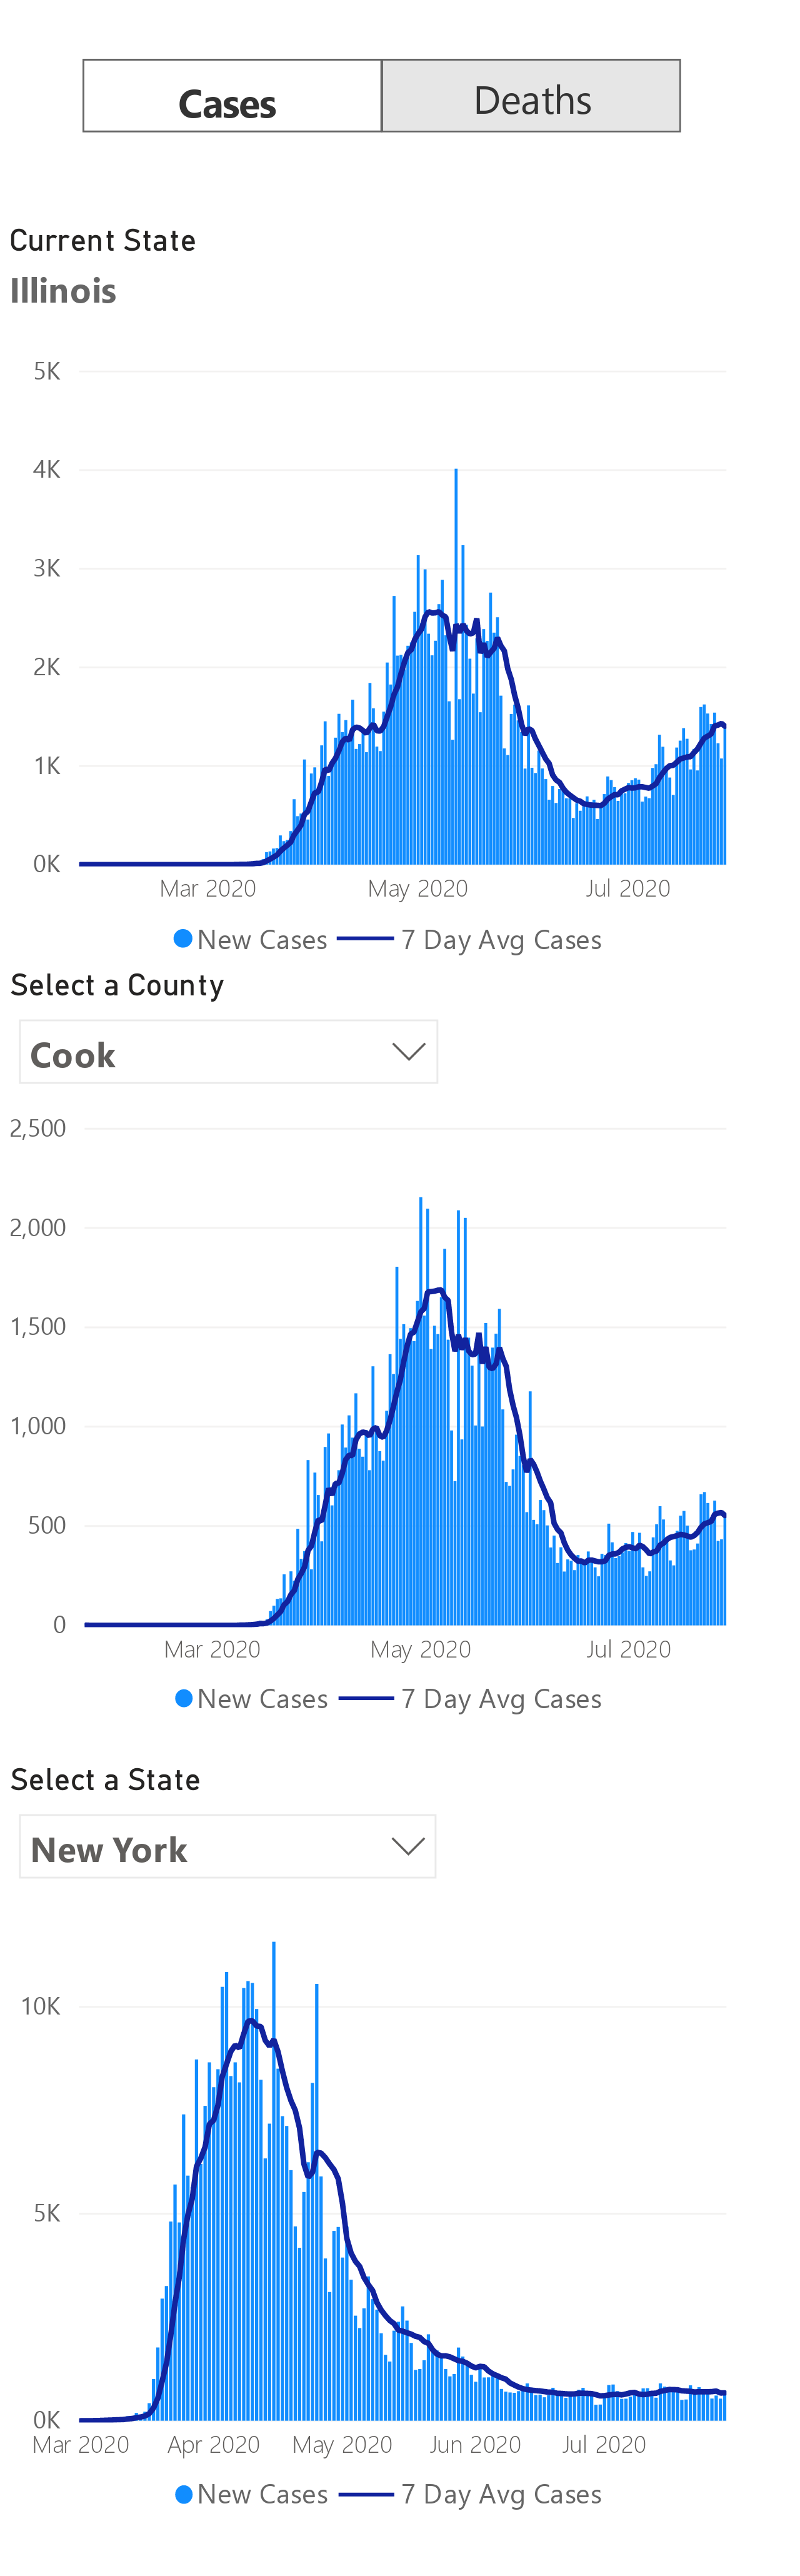 Cases Deaths
Current State
Illinois
5K
4K
3K
2K
1K
0K
Mar 2020 May 2020 Jul 2020
New Cases 7 Day Avg Cases
Select a County
Cook
2,500
2,000
1,500
1,000
500
0
Mar 2020 May 2020 Jul 2020
New Cases 7 Day Avg Cases
Select a State
New York
10K
5K
0K
Mar 2020 Apr 2020 May 2020 Jun 2020 Jul 2020
New Cases 7 Day Avg Cases